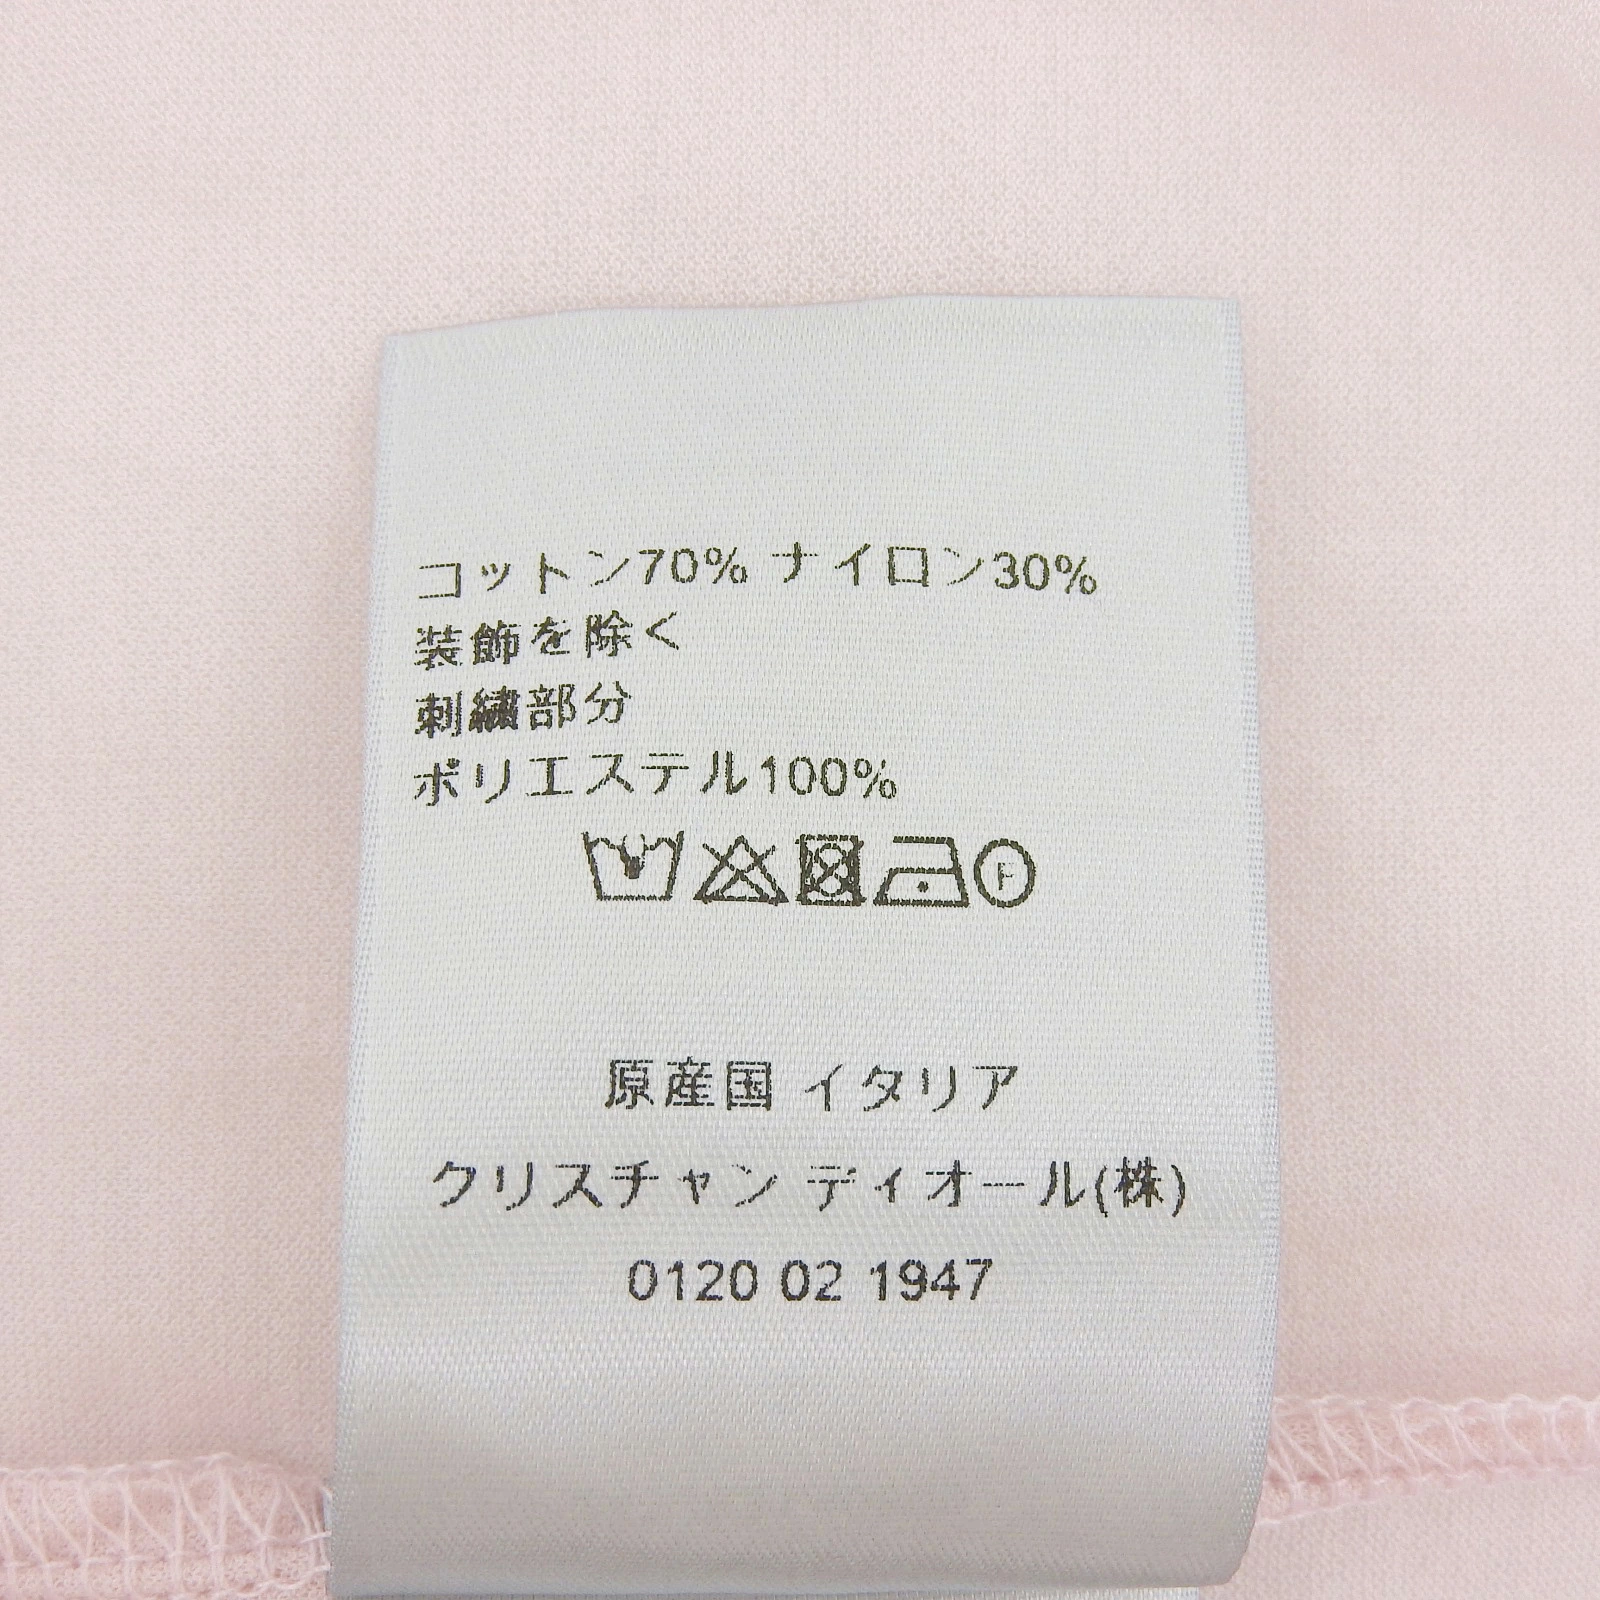 コットン70% ナイロン30%
装飾を除く
刺繍部分
ポリエステル100%
F
原産国 イタリア
クリスチャン ディオール(株)
0120 02 1947